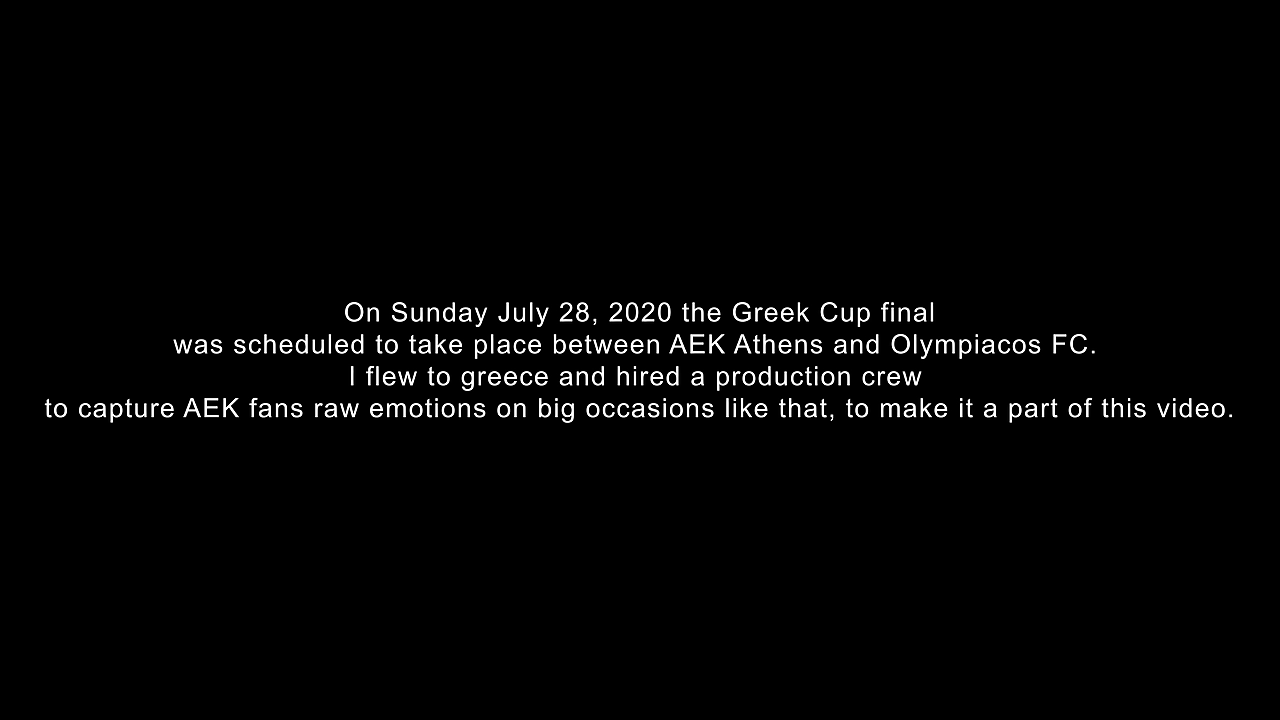 On Sunday July 28, 2020 the Greek Cup final
was scheduled to take place between AEK Athens and Olympiacos FC.
I flew to greece and hired a production crew
to capture AEK fans raw emotions on big occasions like that, to make it a part of this video.